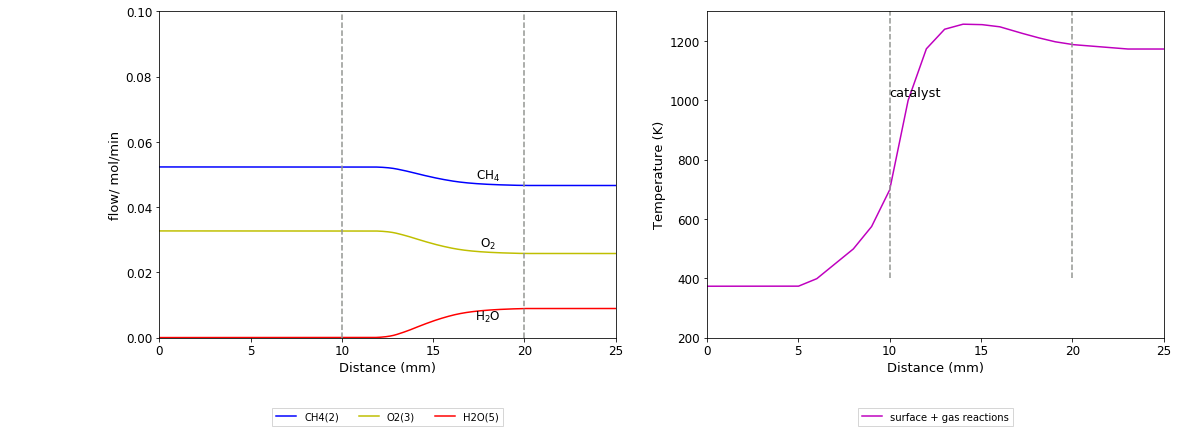 0.10
0.08
0.06
0.04
0.02
0.00
flow/ mol/min
CH4
O2
H2O
0 5 10 15 20 25
Distance (mm)
CH4(2) O2(3) H2O(5)
1200
1000
800
600
400
200
Temperature (K)
catalyst
0 5 10 15 20 25
Distance (mm)
surface + gas reactions